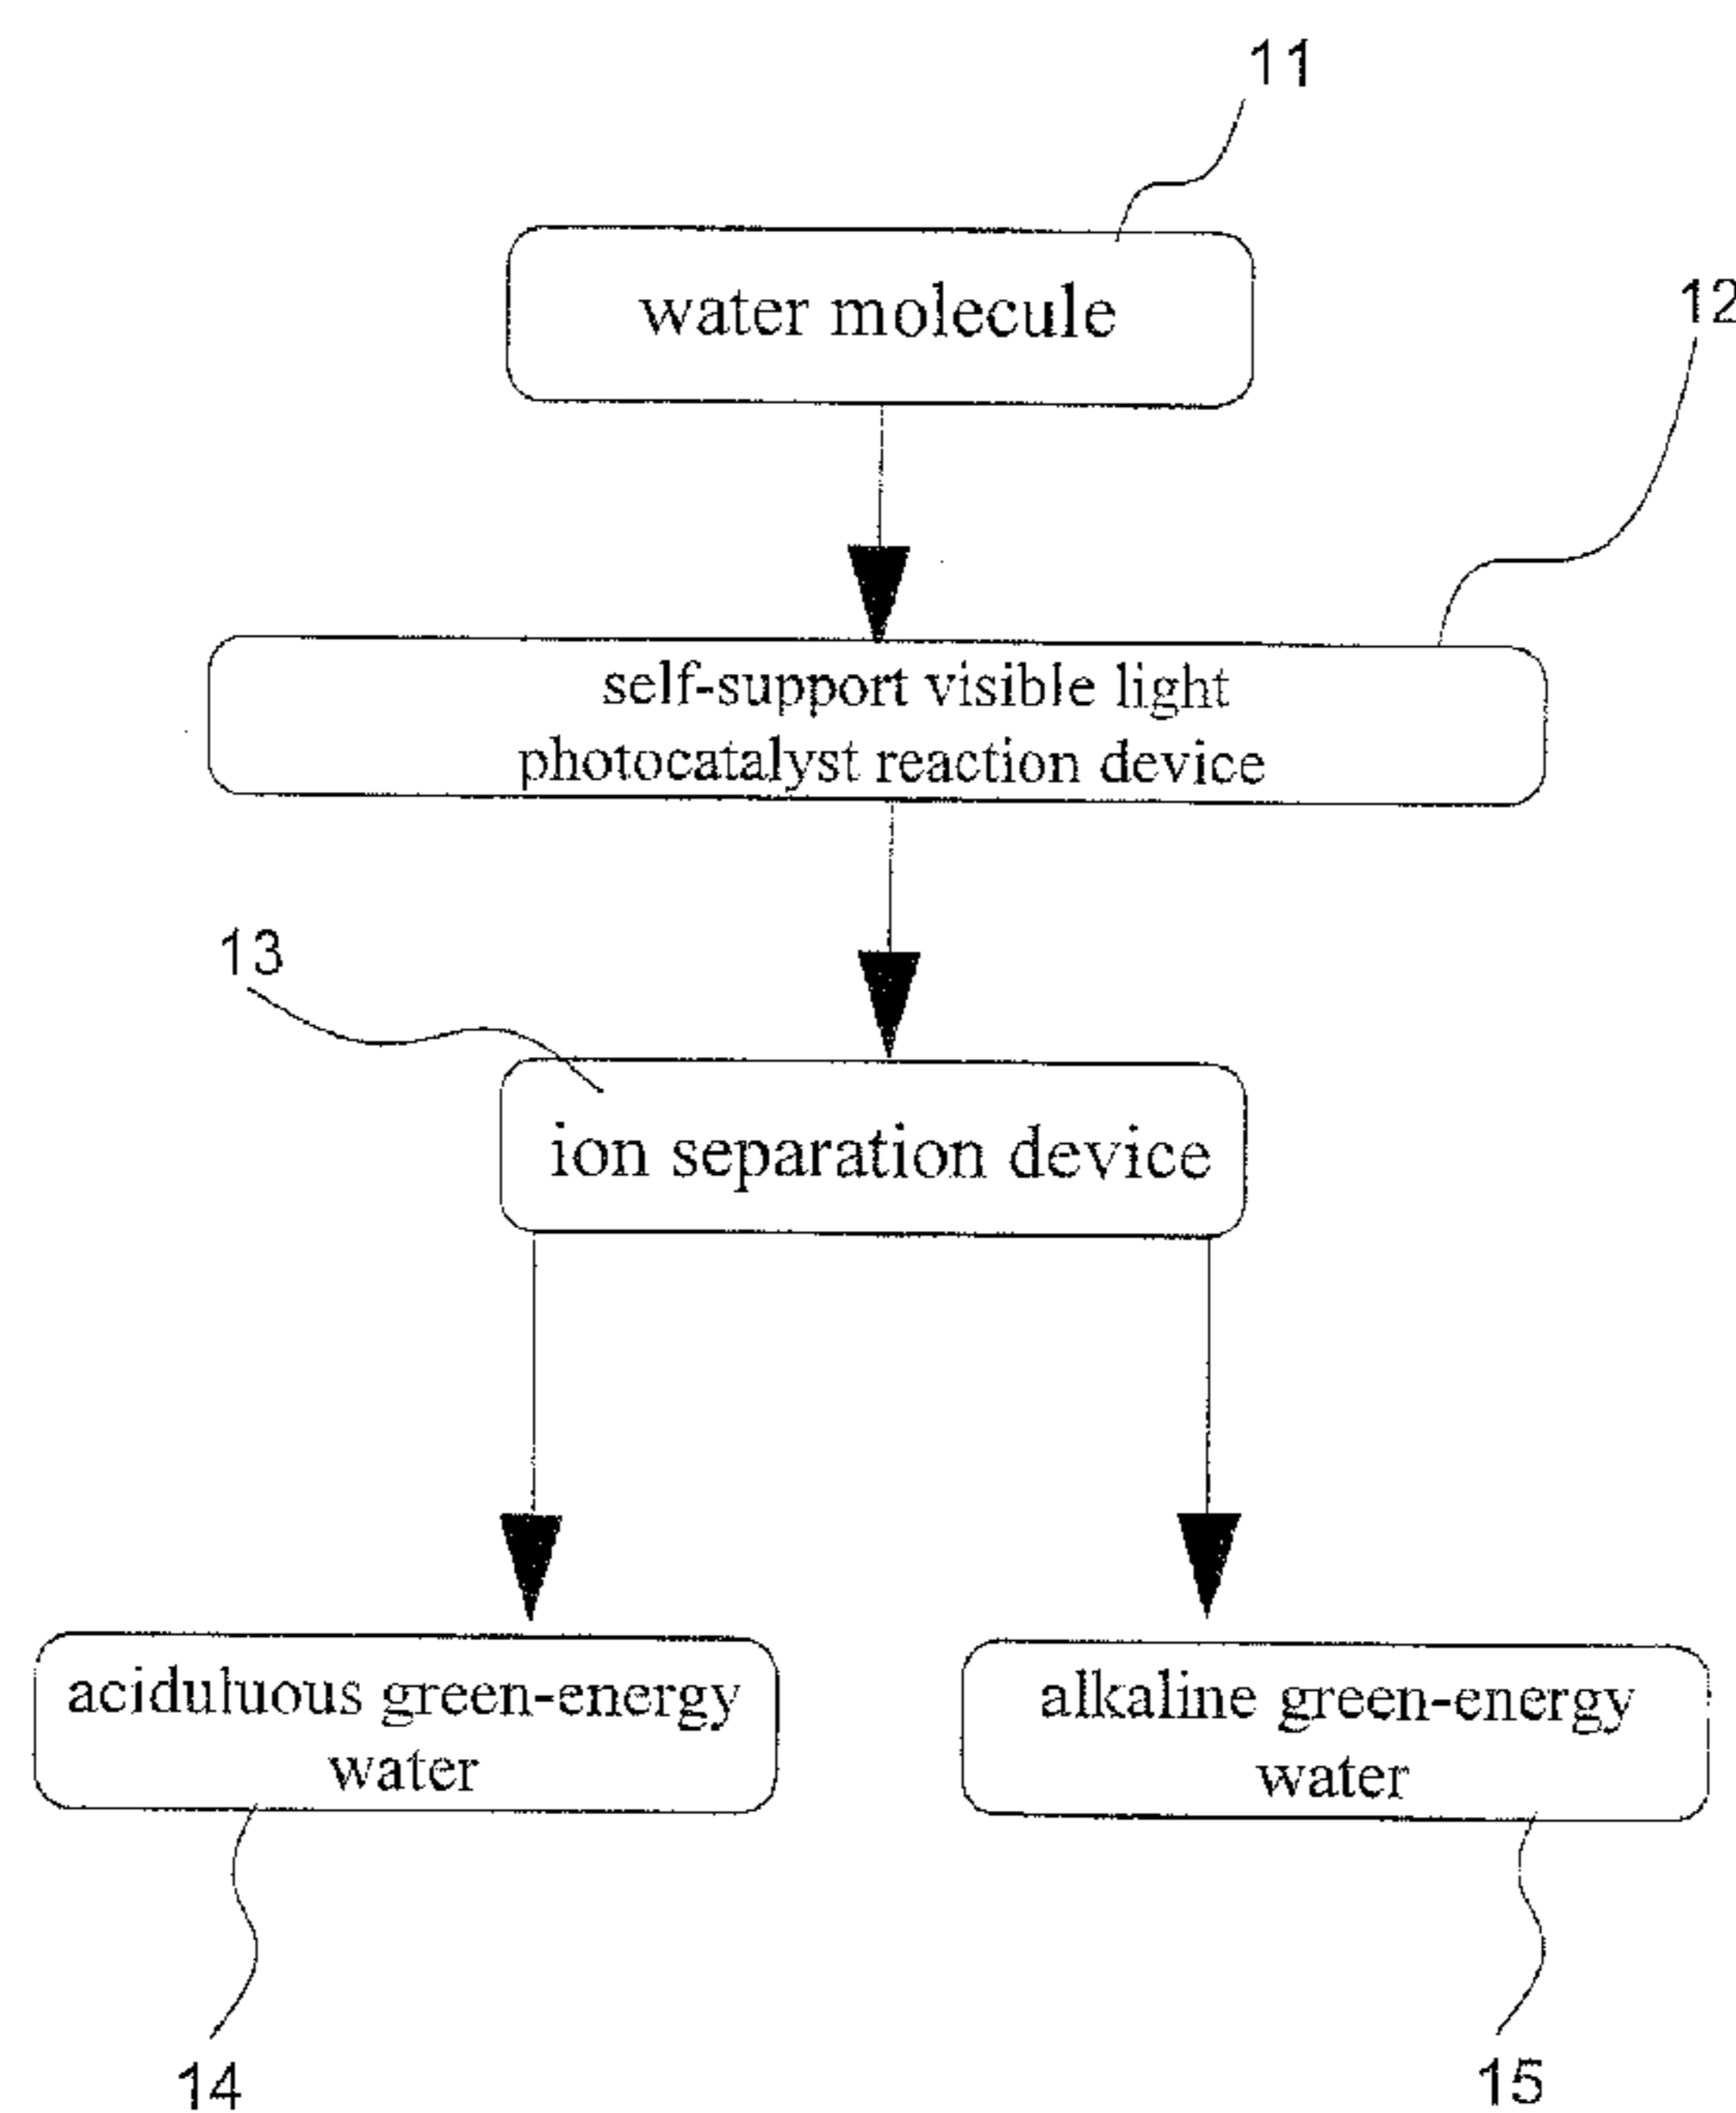 11
water molecule
12
self-support visible light
photocatalyst reaction device
13
ion separation device
aciduluous green-energy
water
alkaline green-energy
water
14
15